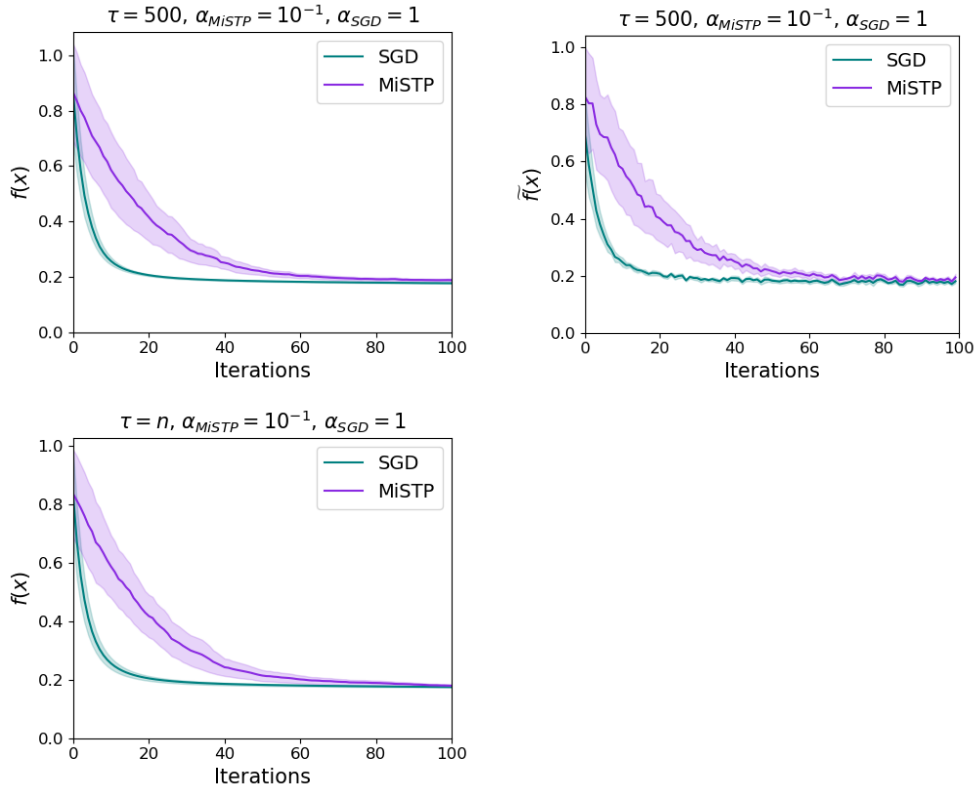 τ = 500, α_MiSTP = 10⁻¹, α_SGD = 1
1.0
0.8
0.6
0.4
0.2
0.0
f(x)
SGD
MiSTP
0 20 40 60 80 100
Iterations
τ = 500, α_MiSTP = 10⁻¹, α_SGD = 1
1.0
0.8
0.6
0.4
0.2
0.0
f̃(x)
SGD
MiSTP
0 20 40 60 80 100
Iterations
τ = n, α_MiSTP = 10⁻¹, α_SGD = 1
1.0
0.8
0.6
0.4
0.2
0.0
f(x)
SGD
MiSTP
0 20 40 60 80 100
Iterations